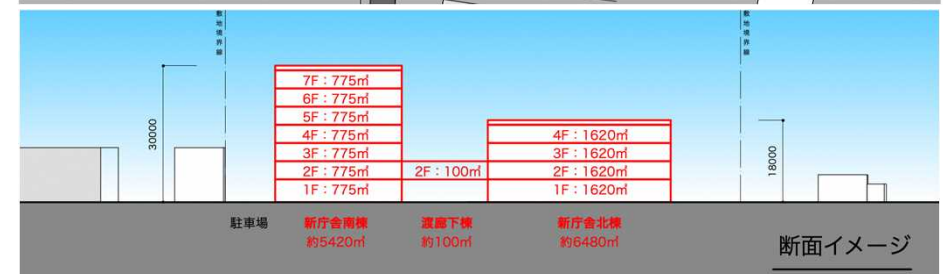 敷地境界線
敷地境界線
30000
7F：775㎡
6F：775㎡
5F：775㎡
4F：775㎡
3F：775㎡
2F：775㎡
1F：775㎡
2F：100㎡
4F：1620㎡
3F：1620㎡
2F：1620㎡
1F：1620㎡
18000
駐車場
新庁舎南棟
約5420㎡
渡廊下棟
約100㎡
新庁舎北棟
約6480㎡
断面イメージ